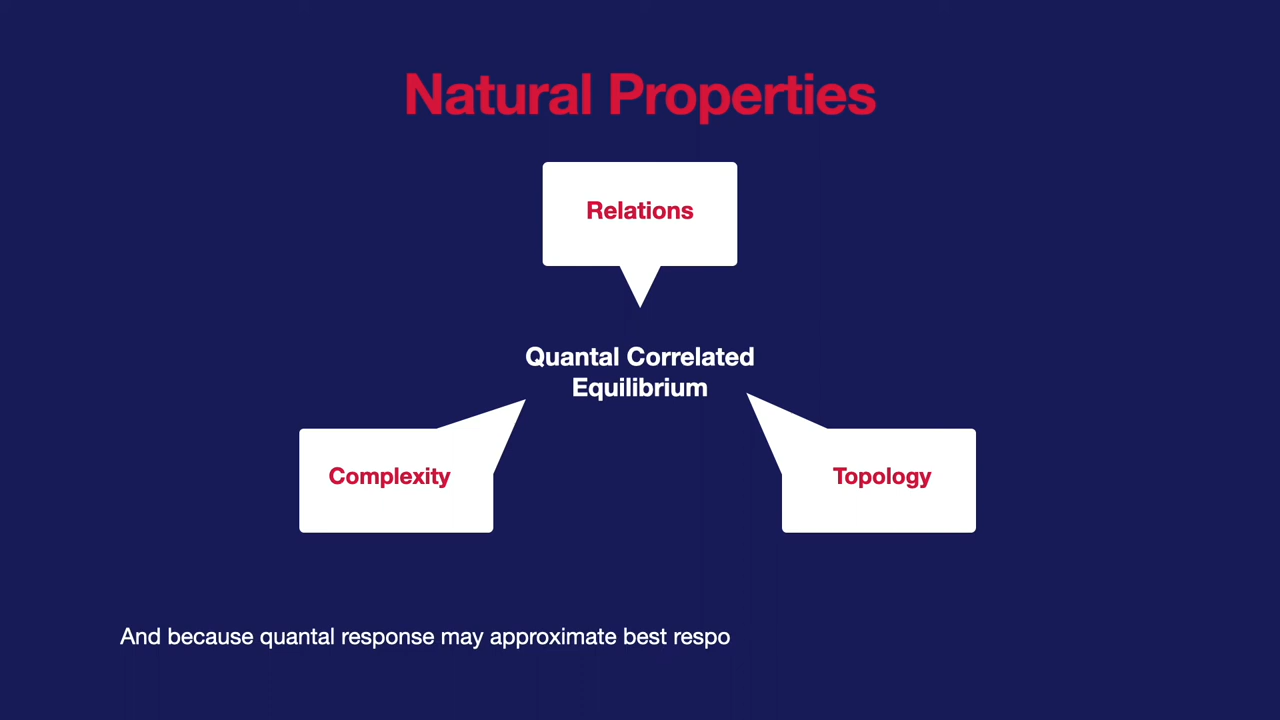 Natural Properties
Relations
Quantal Correlated
Equilibrium
Complexity
Topology
And because quantal response may approximate best respo